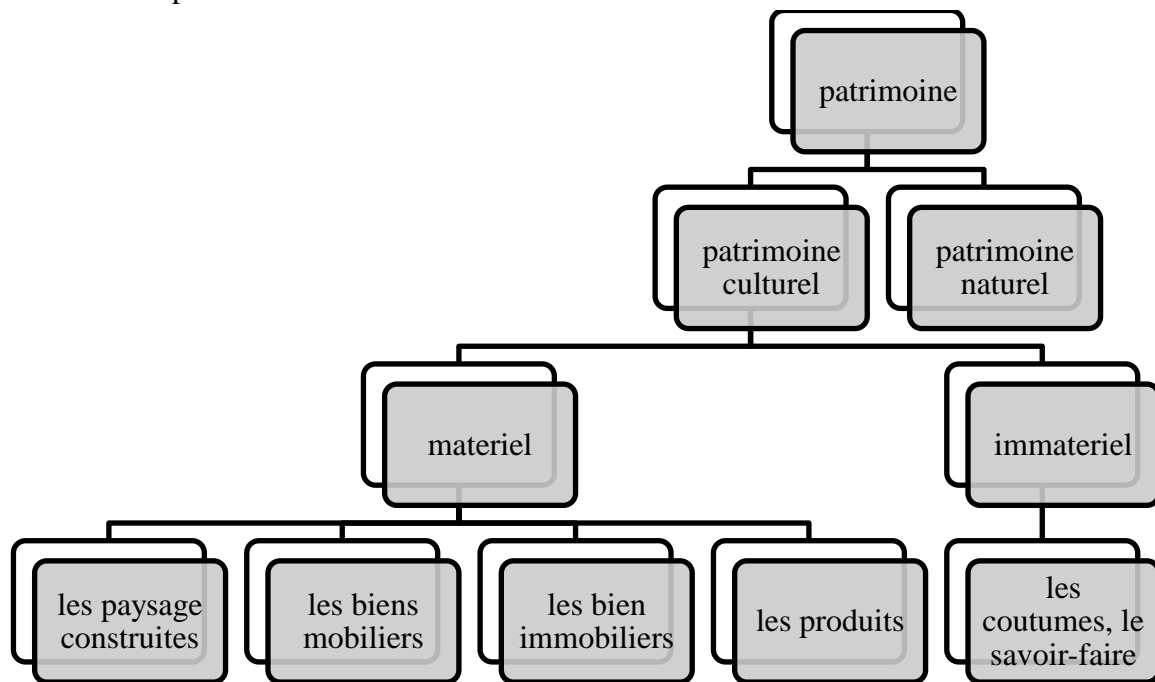 patrimoine
patrimoine
culturel
patrimoine
naturel
materiel
immateriel
les paysage
construites
les biens
mobiliers
les bien
immobiliers
les produits
les
coutumes, le
savoir-faire